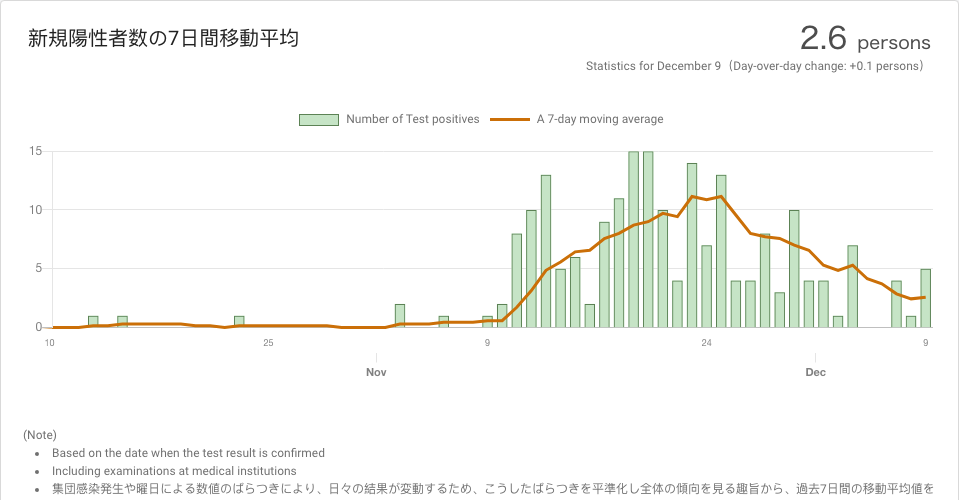 新規陽性者数の7日間移動平均
2.6 persons
Statistics for December 9（Day-over-day change: +0.1 persons）
Number of Test positives A 7-day moving average
15
10
5
0
10 25 9 24 9
Nov Dec
(Note)
• Based on the date when the test result is confirmed
• Including examinations at medical institutions
• 集団感染発生や曜日による数値のばらつきにより、日々の結果が変動するため、こうしたばらつきを平準化し全体の傾向を見る趣旨から、過去7日間の移動平均値を